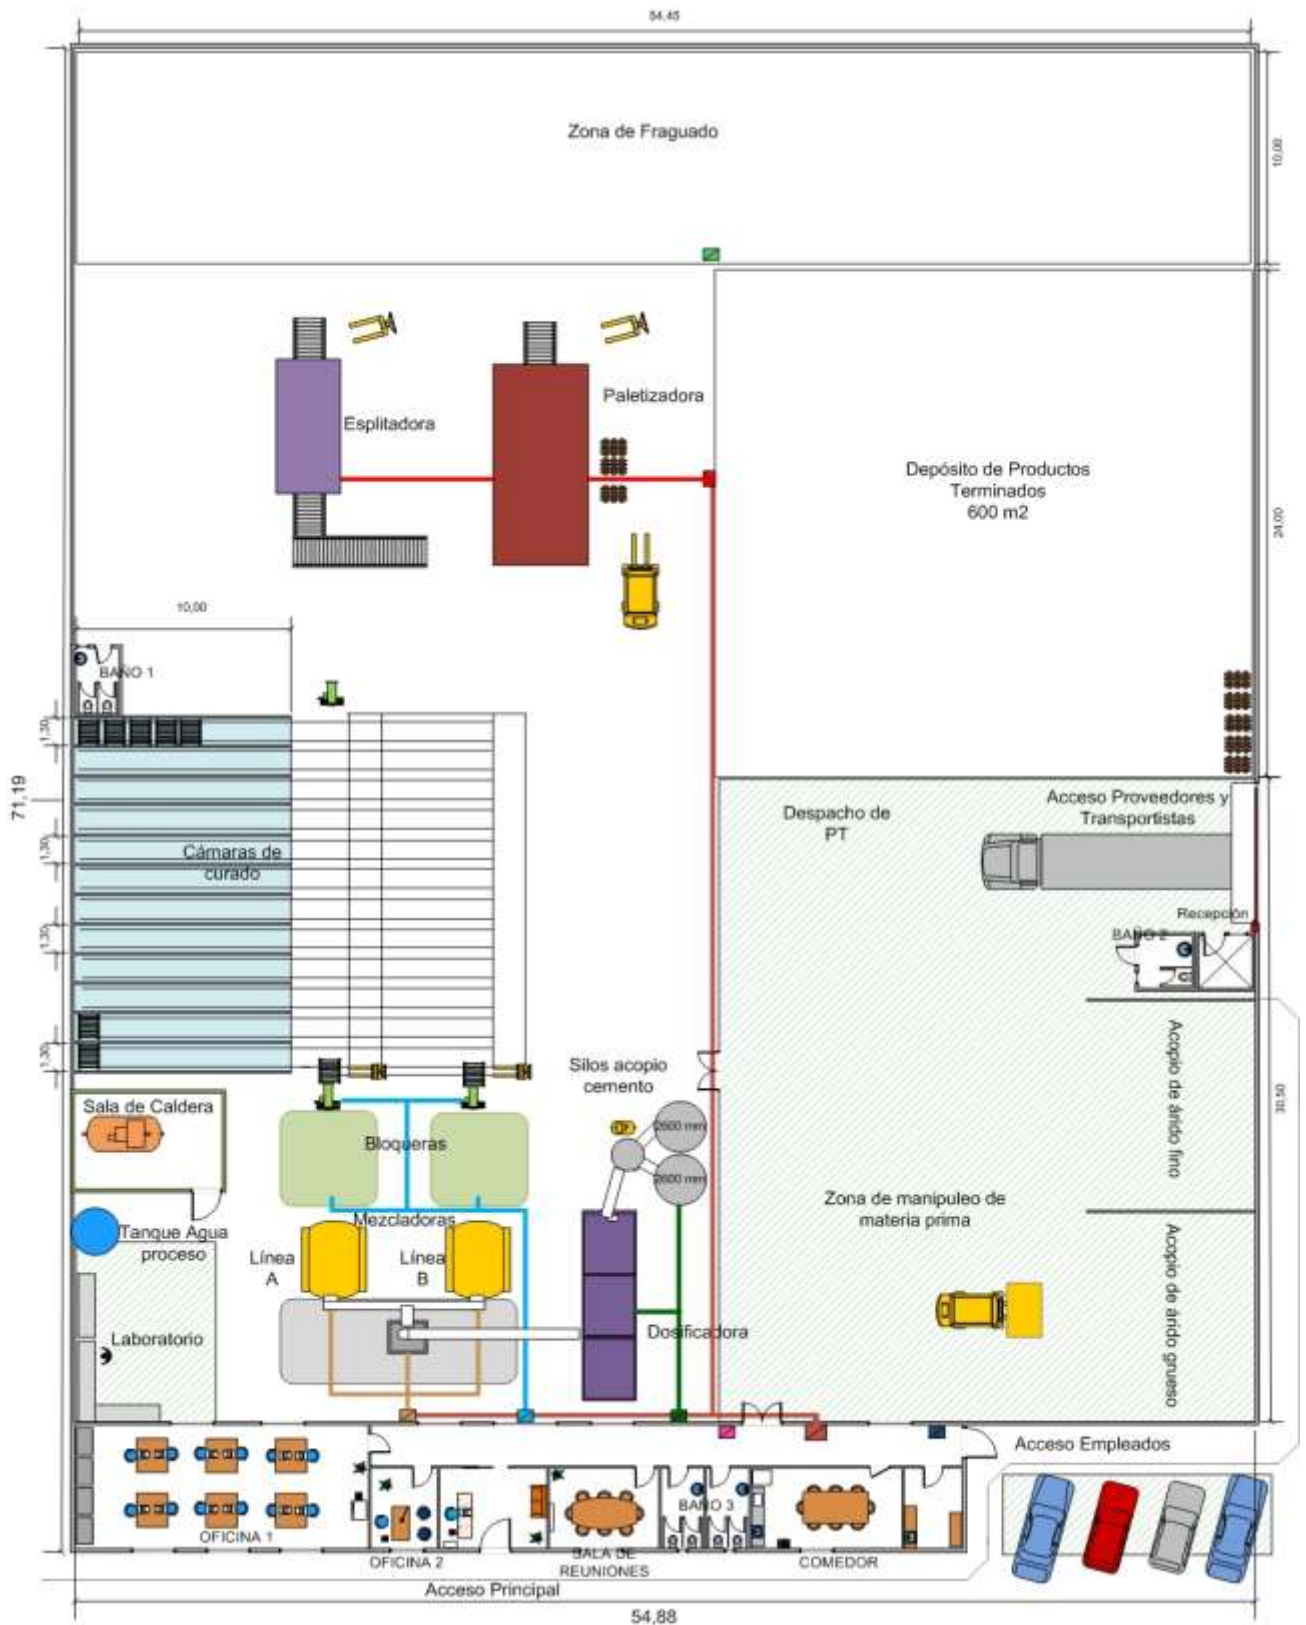 54,45
Zona de Fraguado
10,00
Paletizadora
Esplitadora
Depósito de Productos
Terminados
600 m2
24,00
10,00
BAÑO 1
1,30
71,19
Despacho de
PT
Acceso Proveedores y
Transportistas
1,30
Cámaras de
curado
Recepción
BAÑO 2
1,30
1,30
Silos acopio
cemento
Acopio de árido fino
30,50
Sala de Caldera
2600 mm
Bloqueras
2600 mm
Zona de manipuleo de
materia prima
Mezcladoras
Tanque Agua
proceso
Línea
A
Línea
B
Acopio de árido grueso
Laboratorio
Dosificadora
Acceso Empleados
OFICINA 1
BAÑO 3
OFICINA 2
SALA DE
REUNIONES
COMEDOR
Acceso Principal
54,88